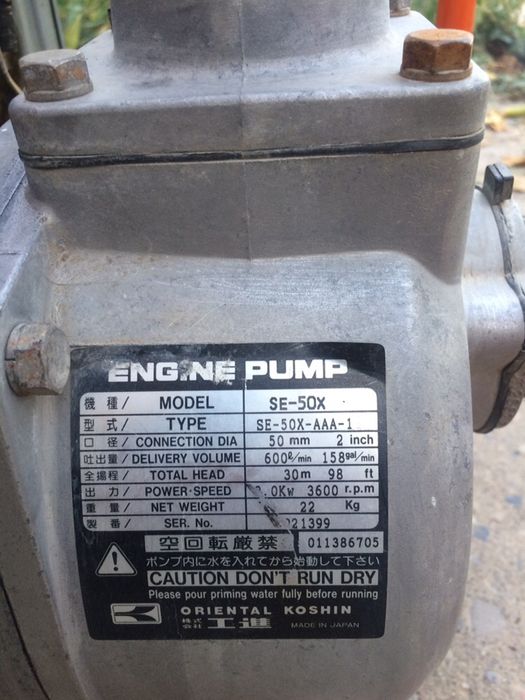 ENGINE PUMP
機種/ MODEL SE-50X
型式/ TYPE SE-50X-AAA-1
口径/ CONNECTION DIA 50 mm 2 inch
吐出量/ DELIVERY VOLUME 600ℓ/min 158gal/min
全揚程/ TOTAL HEAD 30m 98 ft
出力/ POWER·SPEED .0Kw 3600 r.p.m
重量/ NET WEIGHT 22 Kg
製番/ SER. No. 21399
空回転厳禁 011386705
ポンプ内に水を入れてから始動して下さい
CAUTION DON'T RUN DRY
Please pour priming water fully before running
ORIENTAL KOSHIN
株式会社 工進 MADE IN JAPAN